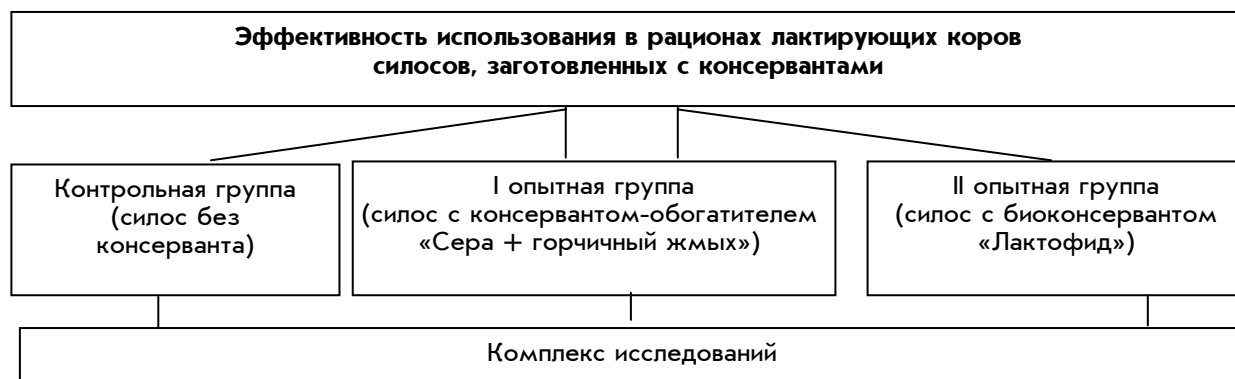 Эффективность использования в рационах лактирующих коров
силосов, заготовленных с консервантами
Контрольная группа
(силос без
консерванта)
I опытная группа
(силос с консервантом-обогатителем
«Сера + горчичный жмых»)
II опытная группа
(силос с биоконсервантом
«Лактофид»)
Комплекс исследований